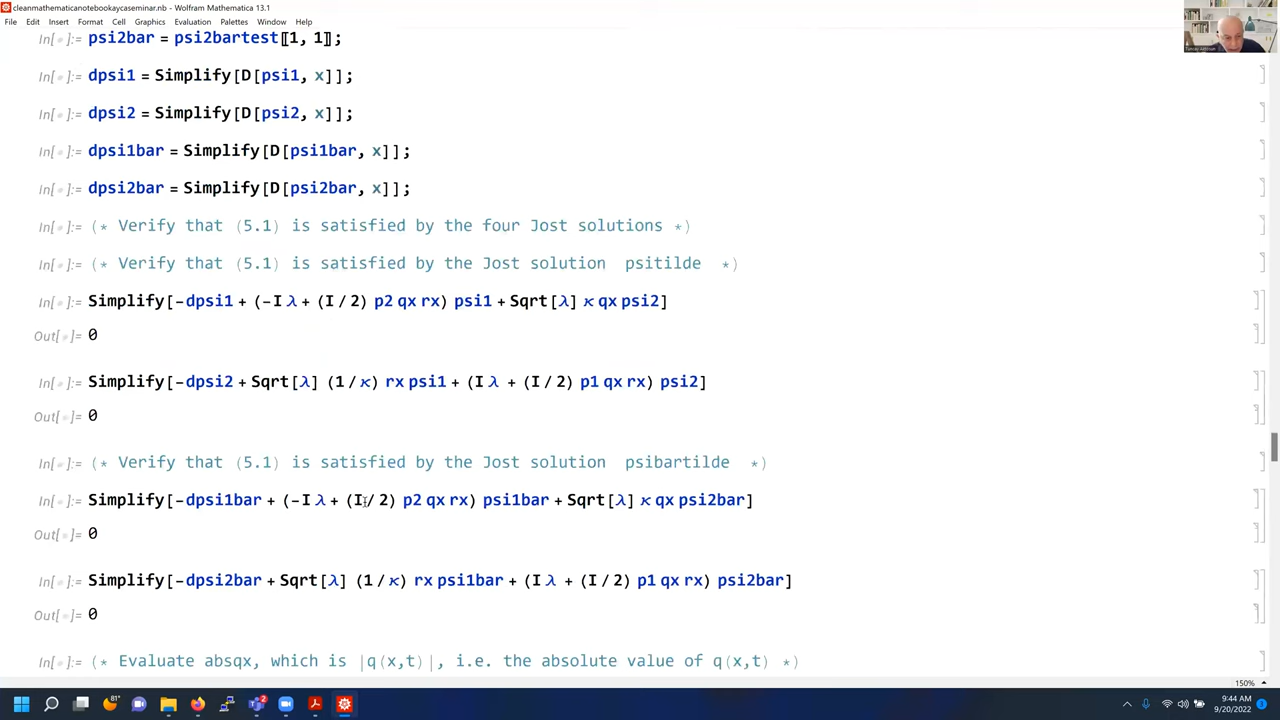 cleanmathematicanotebookaycaseminar.nb - Wolfram Mathematica 13.1
File Edit Insert Format Cell Graphics Evaluation Palettes Window Help
In[ ]:= psi2bar = psi2bartest[[1, 1]];
In[ ]:= dpsi1 = Simplify[D[psi1, x]];
In[ ]:= dpsi2 = Simplify[D[psi2, x]];
In[ ]:= dpsi1bar = Simplify[D[psi1bar, x]];
In[ ]:= dpsi2bar = Simplify[D[psi2bar, x]];
In[ ]:= (* Verify that (5.1) is satisfied by the four Jost solutions *)
In[ ]:= (* Verify that (5.1) is satisfied by the Jost solution psitilde *)
Simplify[-dpsi1 + (-I λ + (I / 2) p2 qx rx) psi1 + Sqrt[λ] κ qx psi2]
Out[ ]= 0
In[ ]:= Simplify[-dpsi2 + Sqrt[λ] (1 / κ) rx psi1 + (I λ + (I / 2) p1 qx rx) psi2]
Out[ ]= 0
In[ ]:= (* Verify that (5.1) is satisfied by the Jost solution psibartilde *)
In[ ]:= Simplify[-dpsi1bar + (-I λ + (I / 2) p2 qx rx) psi1bar + Sqrt[λ] κ qx psi2bar]
Out[ ]= 0
In[ ]:= Simplify[-dpsi2bar + Sqrt[λ] (1 / κ) rx psi1bar + (I λ + (I / 2) p1 qx rx) psi2bar]
Out[ ]= 0
In[ ]:= (* Evaluate absqx, which is |q(x,t)|, i.e. the absolute value of q(x,t) *)
150%
81°
9:44 AM
9/20/2022